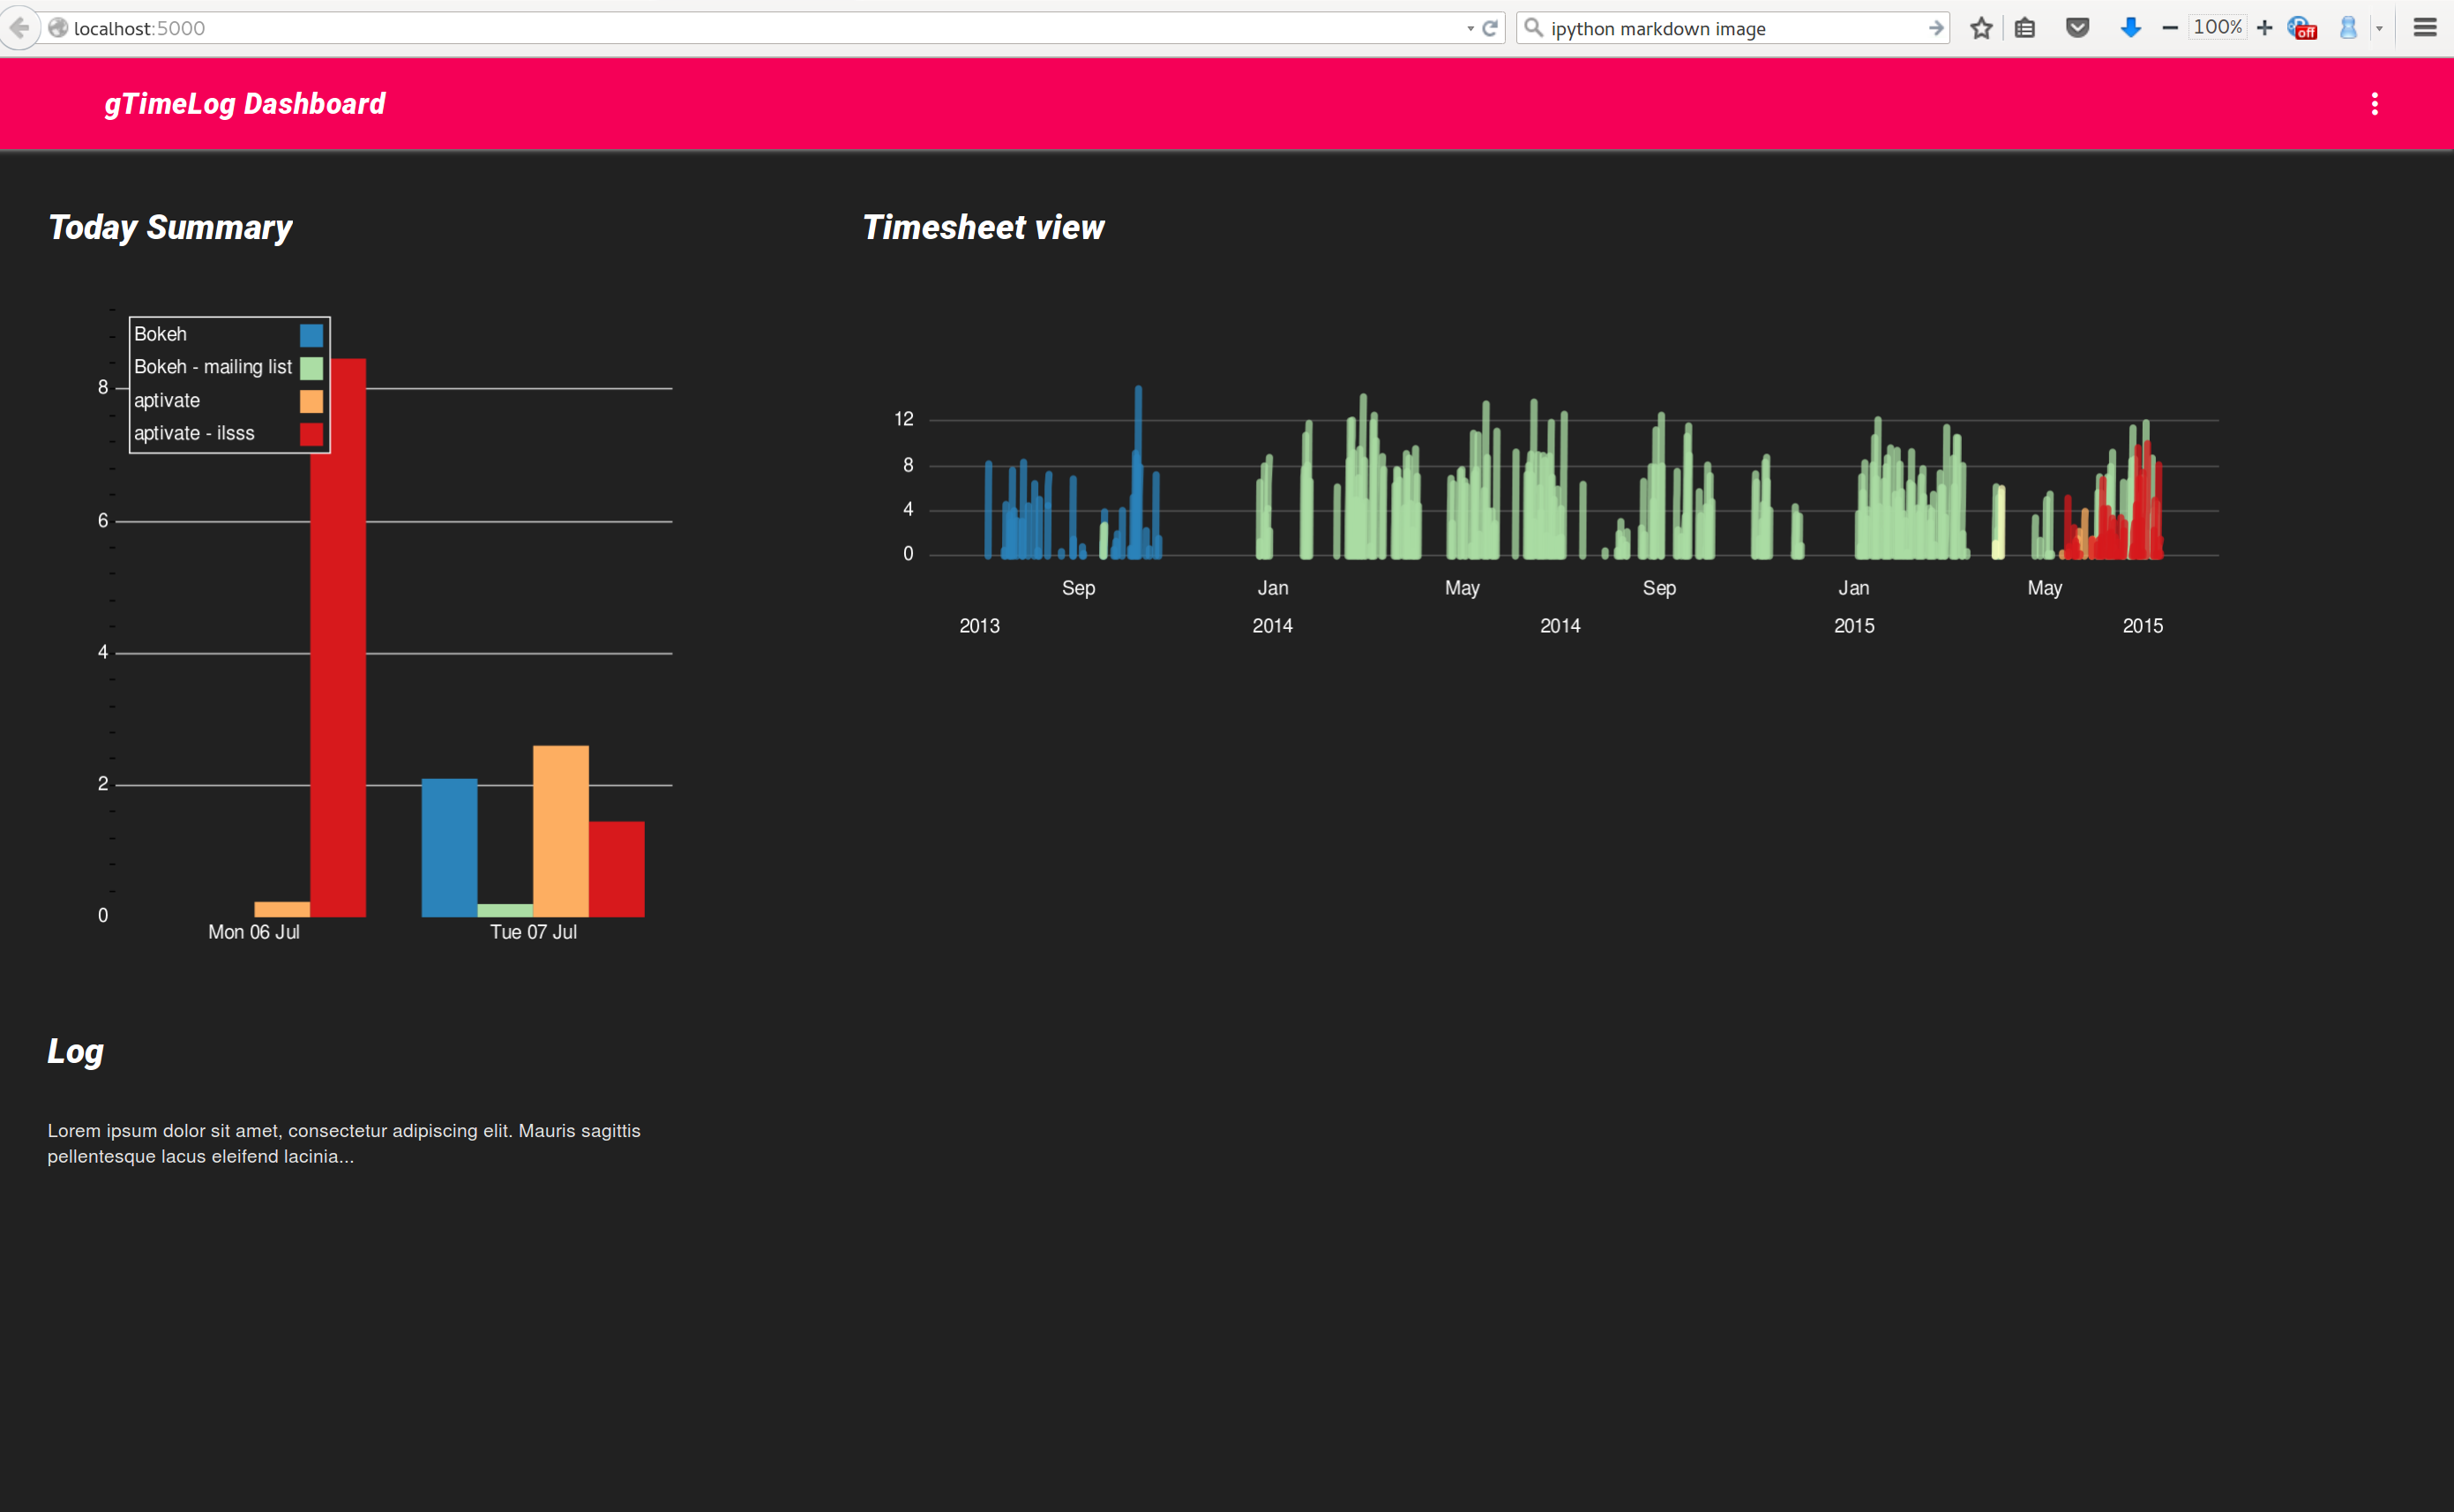 localhost:5000
ipython markdown image
100%
off
gTimeLog Dashboard
Today Summary
Bokeh
Bokeh - mailing list
aptivate
aptivate - ilsss
8
6
4
2
0
Mon 06 Jul
Tue 07 Jul
Timesheet view
12
8
4
0
Sep
Jan
May
Sep
Jan
May
2013
2014
2014
2015
2015
Log
Lorem ipsum dolor sit amet, consectetur adipiscing elit. Mauris sagittis
pellentesque lacus eleifend lacinia...